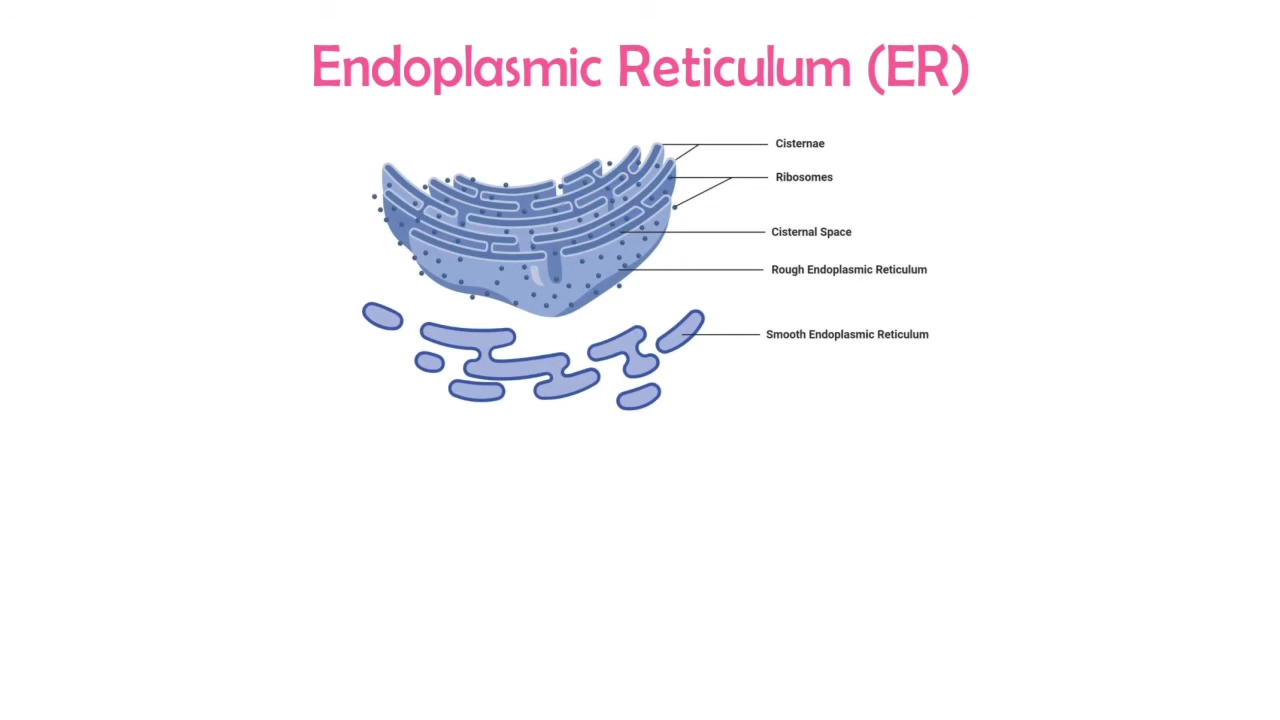 Endoplasmic Reticulum (ER)
Cisternae
Ribosomes
Cisternal Space
Rough Endoplasmic Reticulum
Smooth Endoplasmic Reticulum